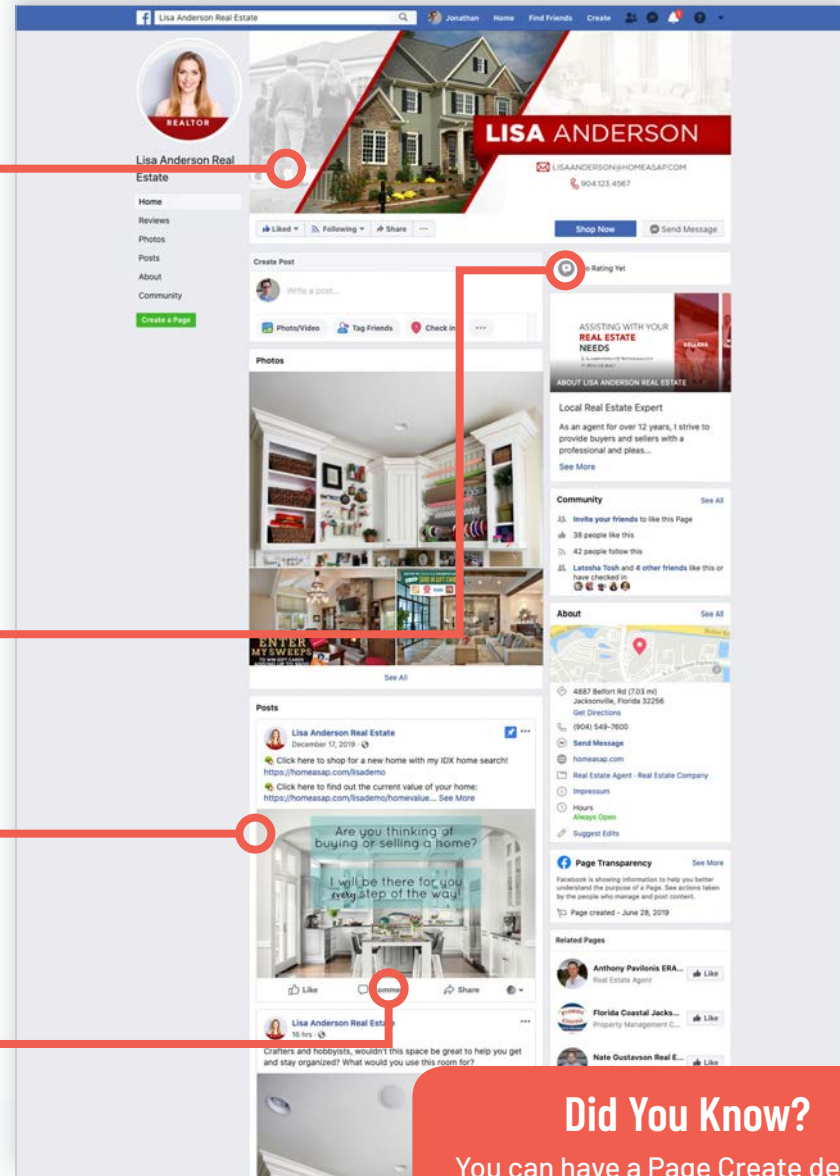 Lisa Anderson Real Estate
Jonathan Home Find Friends Create
REALTOR
Lisa Anderson Real
Estate
Home
Reviews
Photos
Posts
About
Community
Create a Page
LISA ANDERSON
LISAANDERSON@HOMEASAP.COM
904.123.4567
Liked Following Share ...
Shop Now Send Message
Create Post
Write a post...
Photo/Video Tag Friends Check in ...
Photos
ENTER
MY SWEEPS
See All
Posts
Lisa Anderson Real Estate
December 17, 2019
Click here to shop for a new home with my IDX home search!
https://homeasap.com/lisademo
Click here to find out the current value of your home:
https://homeasap.com/lisademo/homevalue... See More
Are you thinking of
buying or selling a home?
I will be there for you
every step of the way!
Like Share
Lisa Anderson Real Estate
16 hrs
Crafters and hobbyists, wouldn't this space be great to help you get
and stay organized? What would you use this room for?
Rating Yet
ASSISTING WITH YOUR
REAL ESTATE
NEEDS
SELLERS
ABOUT LISA ANDERSON REAL ESTATE
Local Real Estate Expert
As an agent for over 12 years, I strive to
provide buyers and sellers with a
professional and pleas...
See More
Community See All
Invite your friends to like this Page
38 people like this
42 people follow this
Latosha Tosh and 4 other friends like this or
have checked in
About See All
4887 Belfort Rd (7.03 mi)
Jacksonville, Florida 32256
Get Directions
(904) 549-7600
Send Message
homeasap.com
Real Estate Agent · Real Estate Company
Impressum
Hours
Always Open
Suggest Edits
Page Transparency See More
Facebook is showing information to help you better
understand the purpose of a Page. See actions taken
by the people who manage and post content.
Page created - June 28, 2019
Related Pages
Anthony Pavilonis ERA... Like
Real Estate Agent
Florida Coastal Jacks... Like
Property Management C...
Nate Gustavson Real E... Like
Did You Know?
You can have a Page Create de